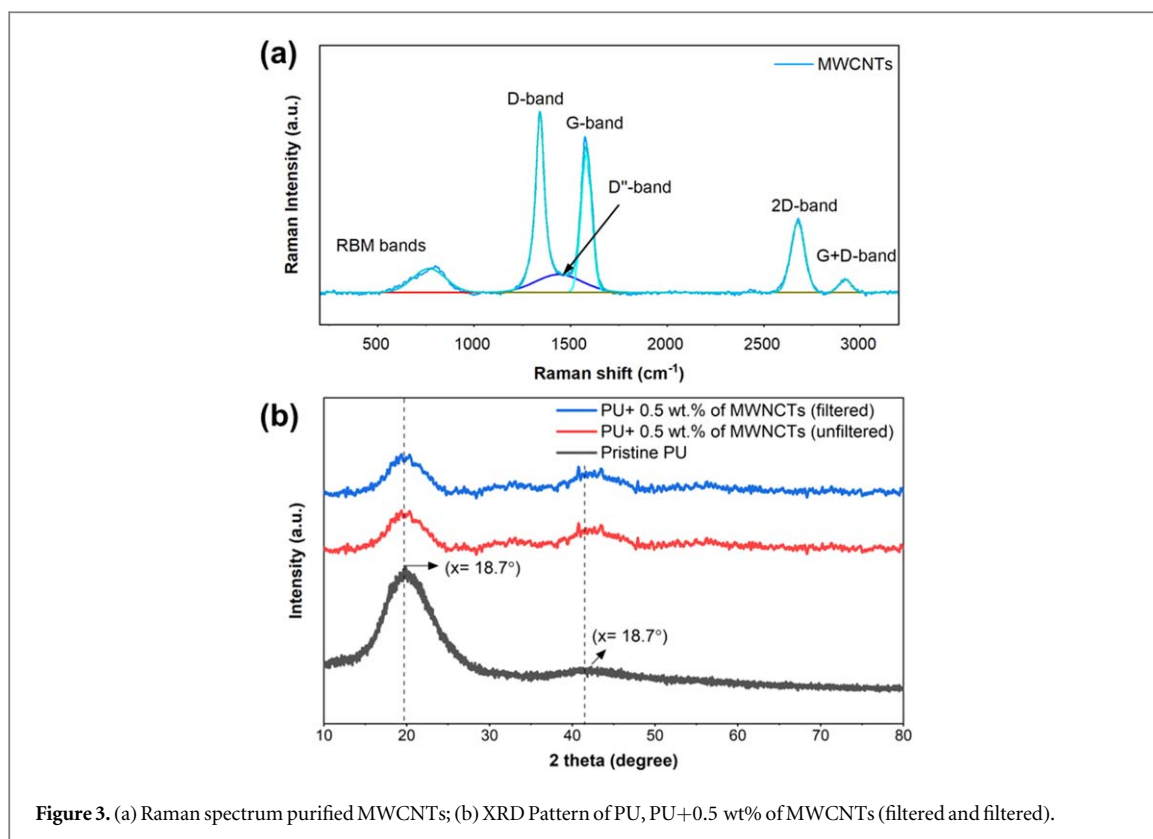 (a)
MWCNTs
D-band
G-band
D"-band
2D-band
G+D-band
RBM bands
Raman Intensity (a.u.)
500 1000 1500 2000 2500 3000
Raman shift (cm⁻¹)
(b)
PU+ 0.5 wt.% of MWNCTs (filtered)
PU+ 0.5 wt.% of MWNCTs (unfiltered)
Pristine PU
(x= 18.7°)
(x= 18.7°)
Intensity (a.u.)
10 20 30 40 50 60 70 80
2 theta (degree)
Figure 3. (a) Raman spectrum purified MWCNTs; (b) XRD Pattern of PU, PU+0.5 wt% of MWCNTs (filtered and filtered).